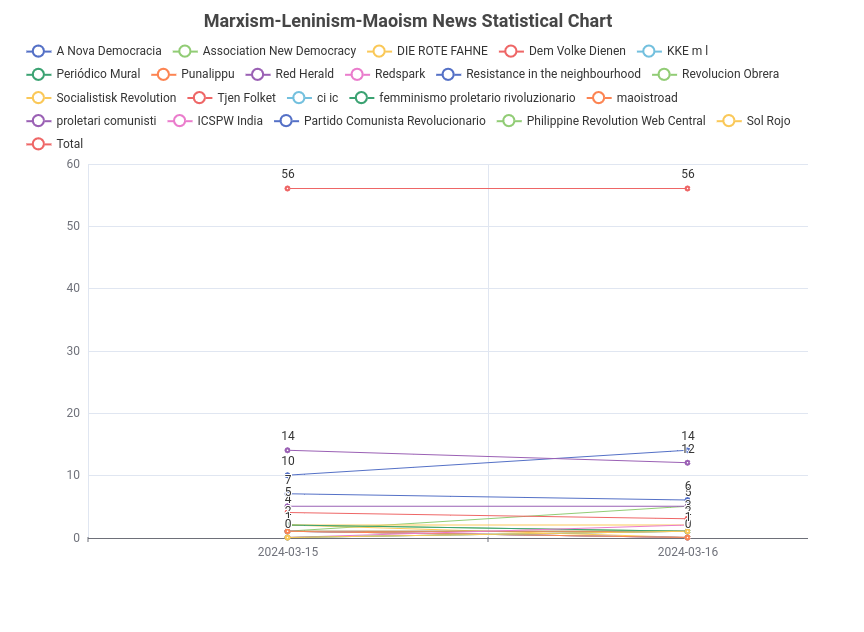 Marxism-Leninism-Maoism News Statistical Chart
A Nova Democracia Association New Democracy DIE ROTE FAHNE Dem Volke Dienen KKE m l
Periódico Mural Punalippu Red Herald Redspark Resistance in the neighbourhood Revolucion Obrera
Socialistisk Revolution Tjen Folket ci ic femminismo proletario rivoluzionario maoistroad
proletari comunisti ICSPW India Partido Comunista Revolucionario Philippine Revolution Web Central Sol Rojo
Total
60
56 56
50
40
30
20
14 14
12
10
10
7
6
5 5
4
0 0
0
2024-03-15 2024-03-16